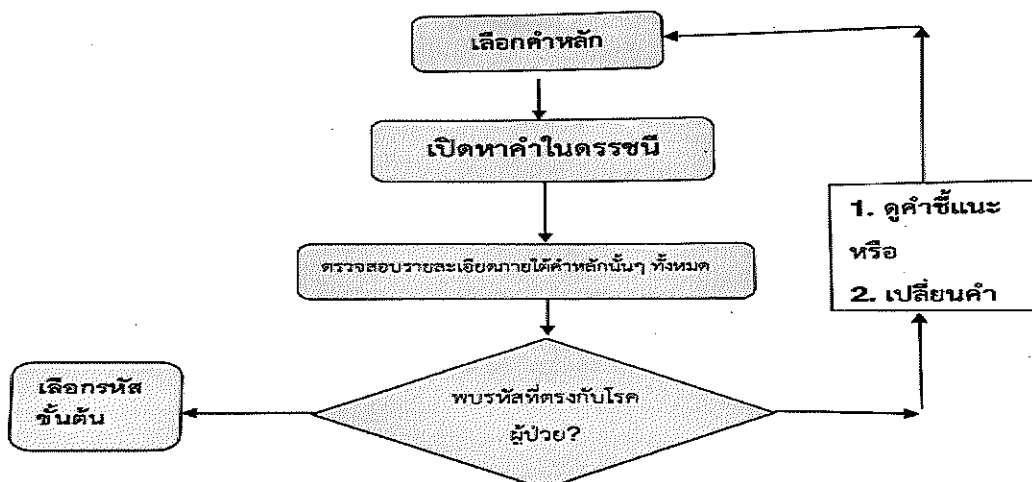 เลือกคำหลัก
เปิดหาคำในดรรชนี
ตรวจสอบรายละเอียดภายใต้คำหลักนั้นๆ ทั้งหมด
พบรหัสที่ตรงกับโรค
ผู้ป่วย?
เลือกรหัส
ขั้นต้น
1. ดูคำชี้แนะ
หรือ
2. เปลี่ยนคำ